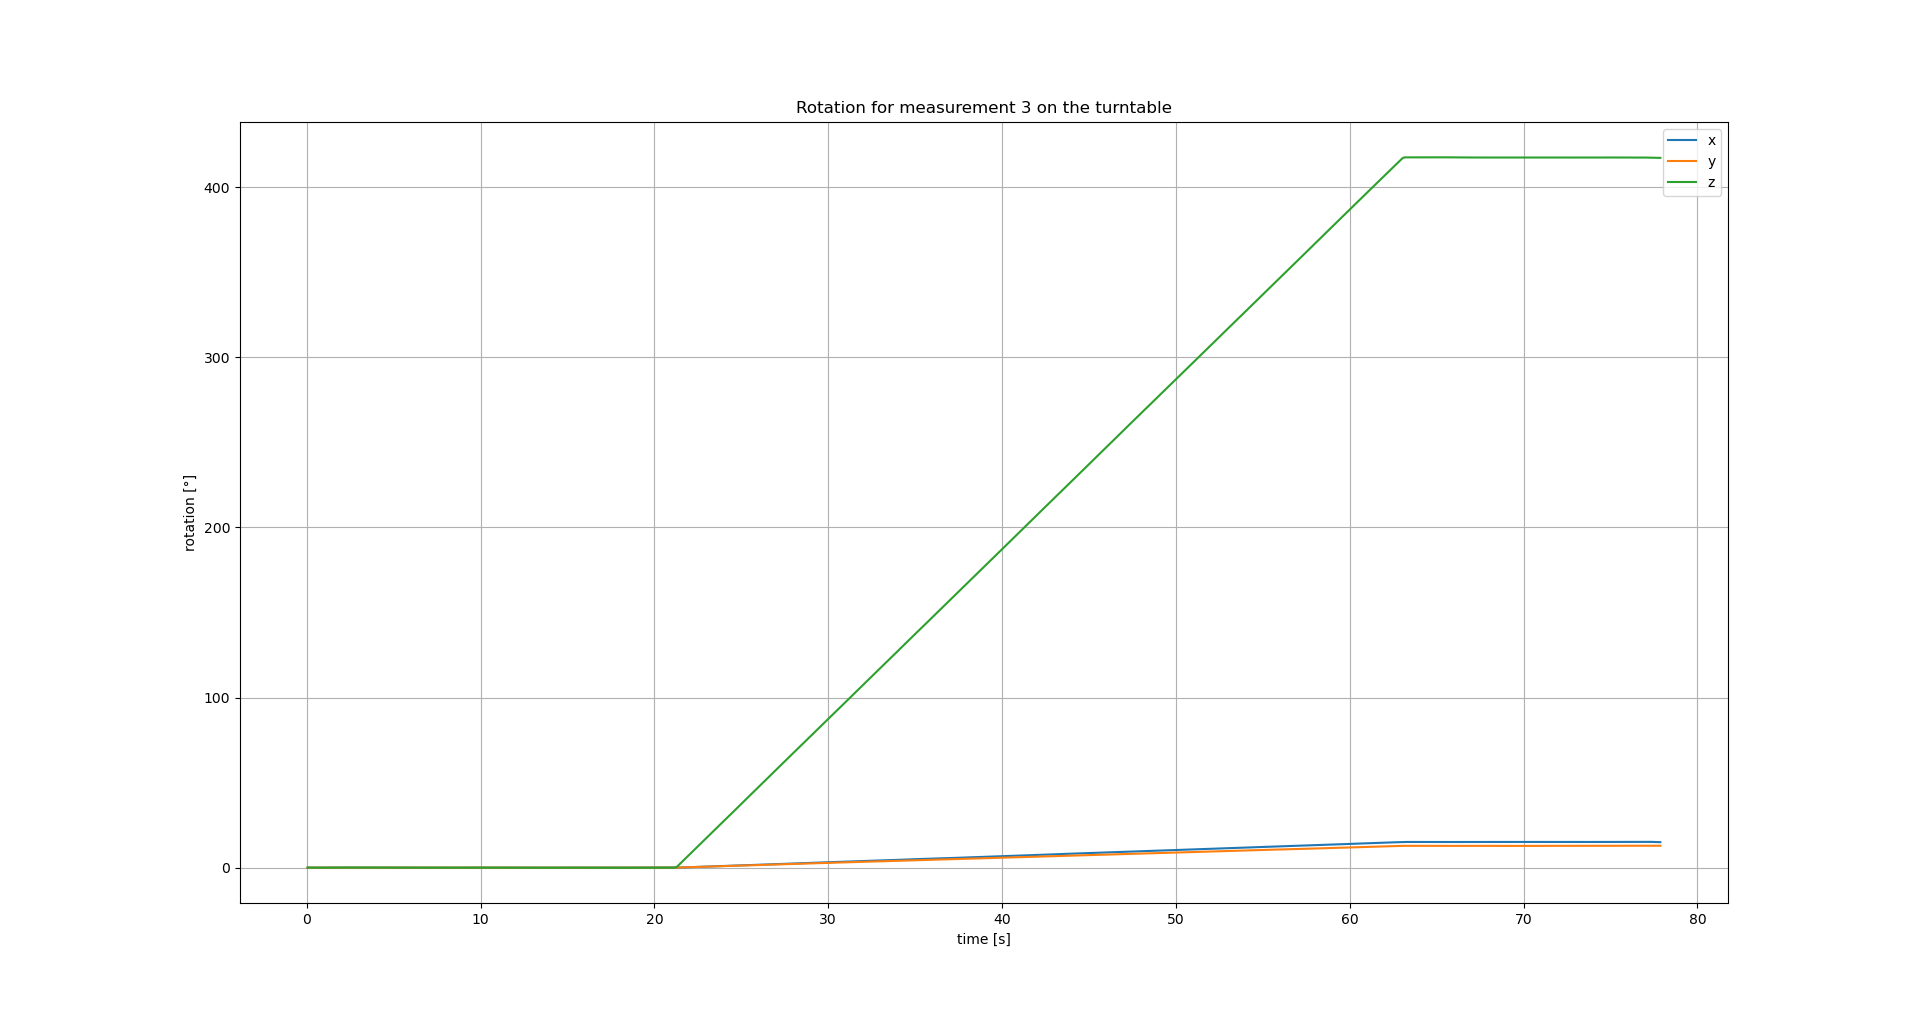 Rotation for measurement 3 on the turntable
x
y
z
400
300
200
100
0
rotation [°]
0 10 20 30 40 50 60 70 80
time [s]